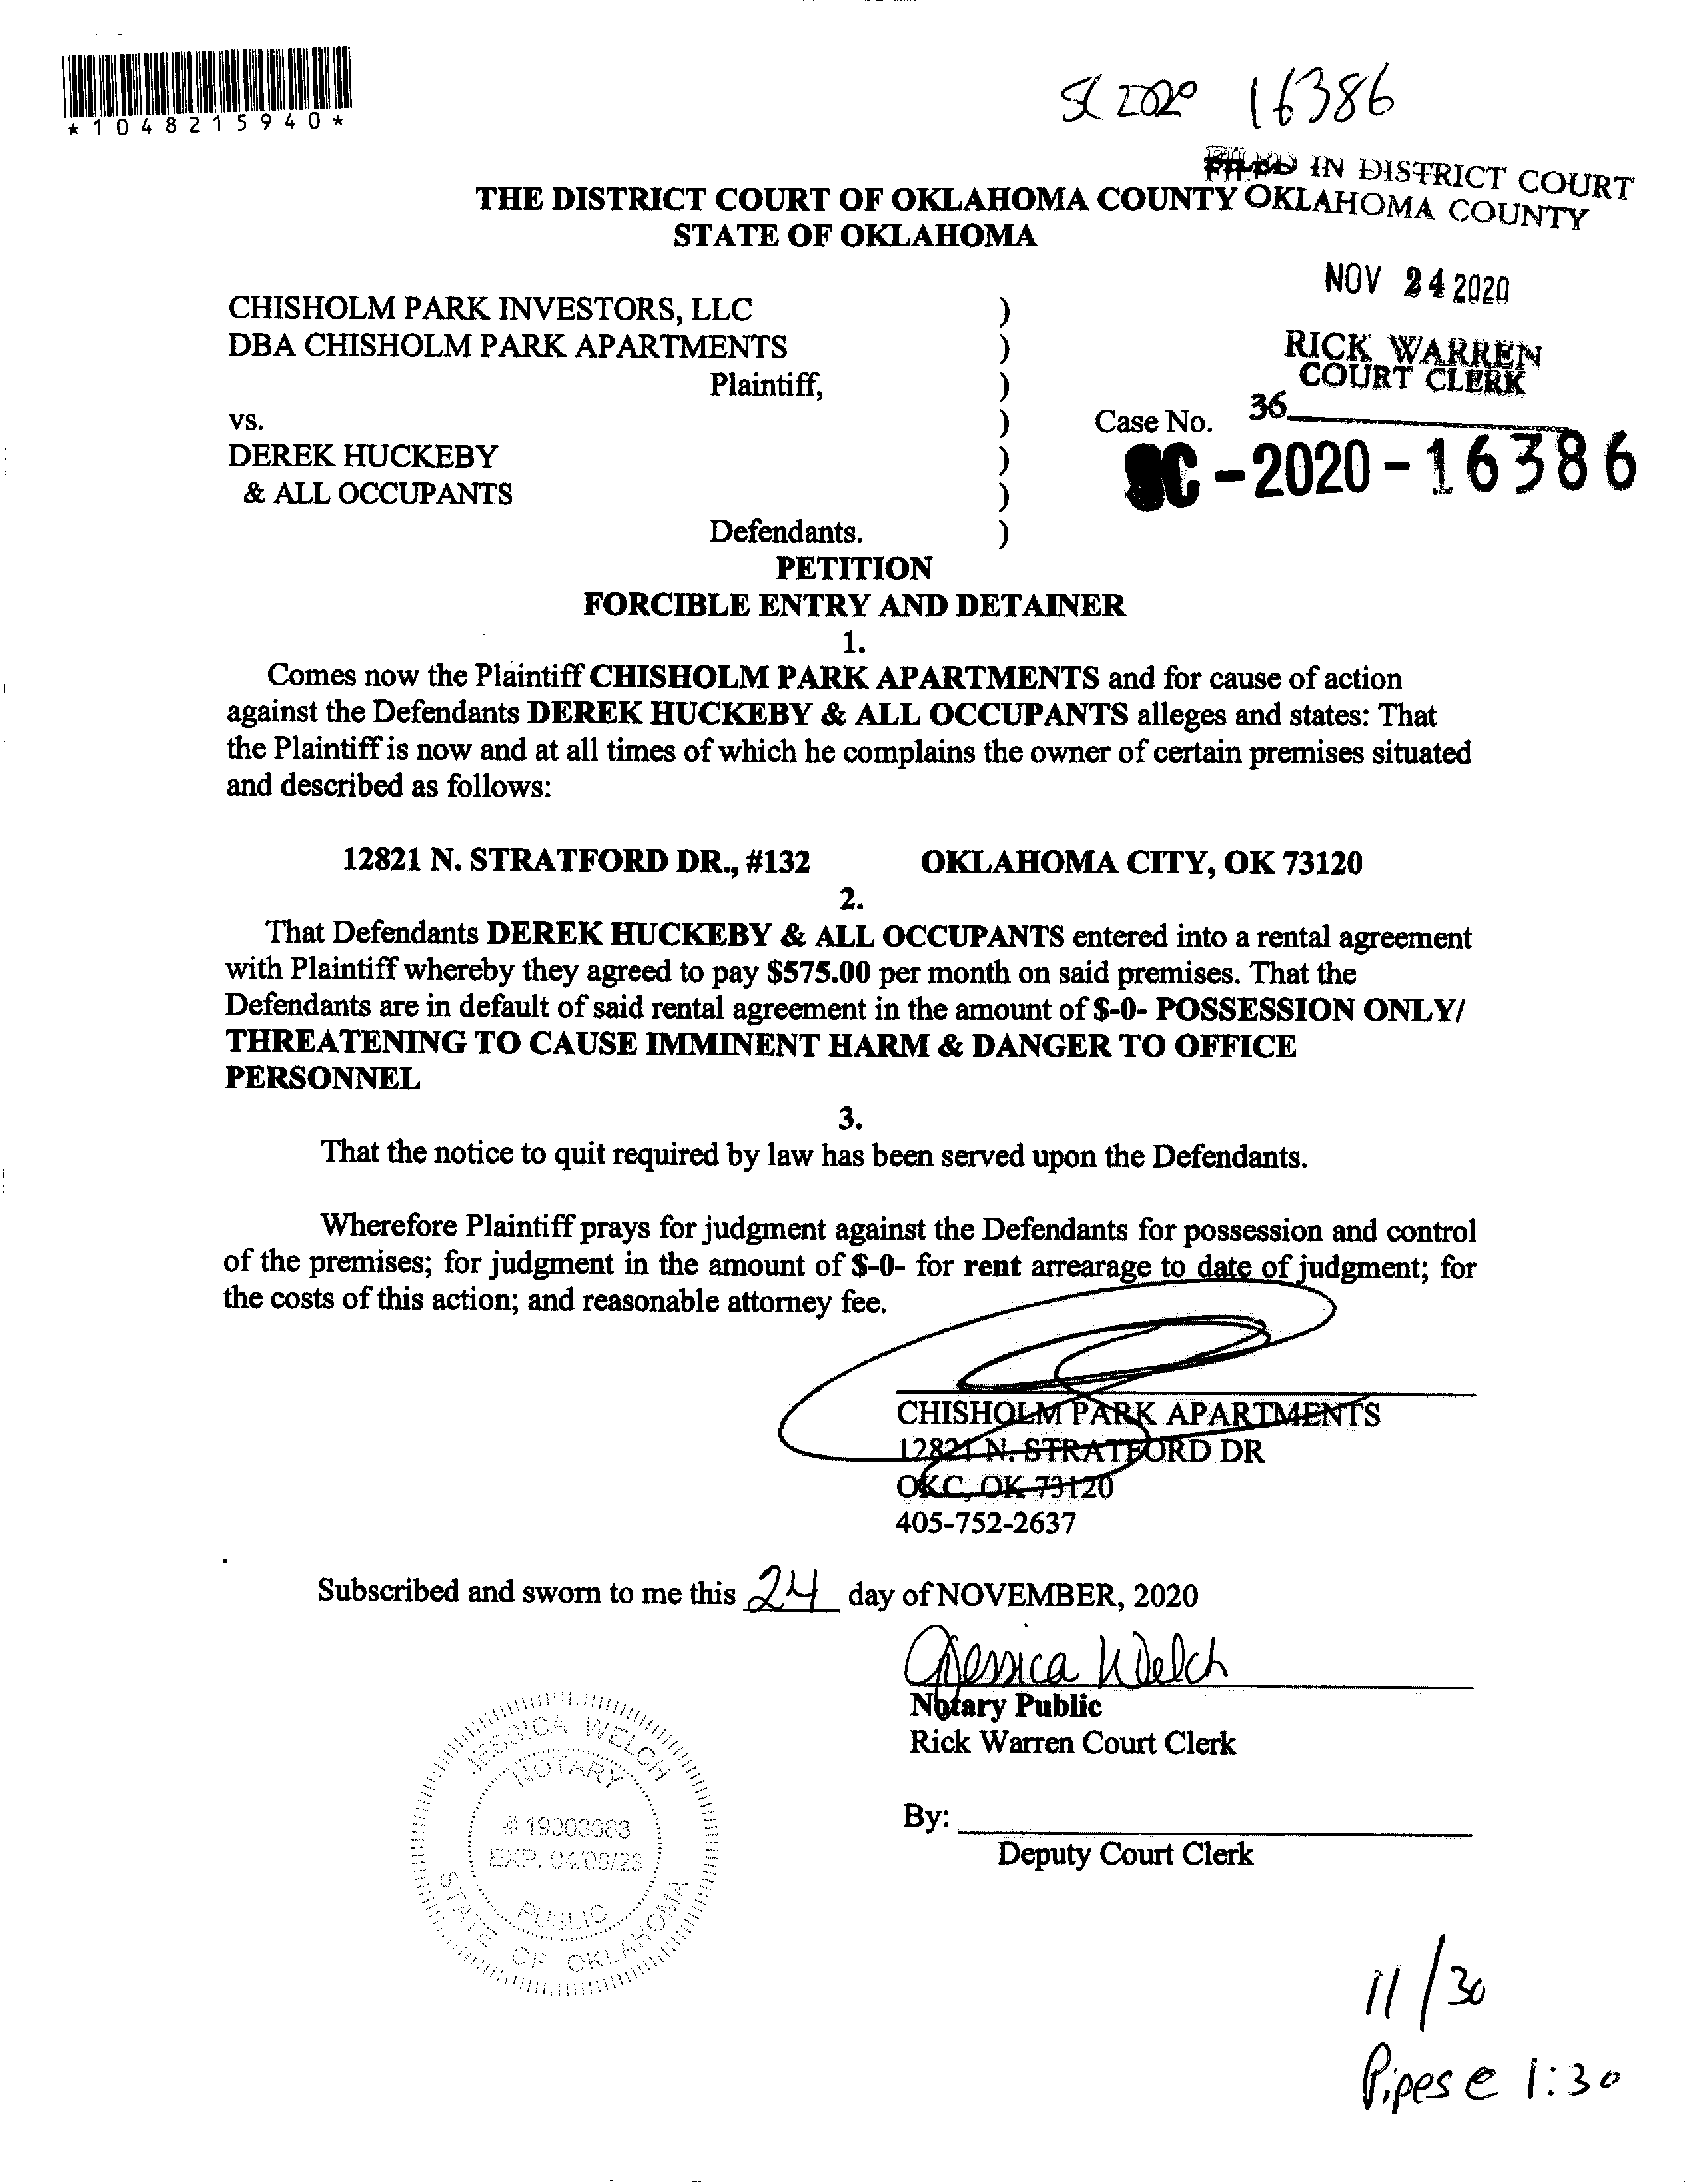 *1048215940*
SC 2020 16386
FILED IN DISTRICT COURT
OKLAHOMA COUNTY
THE DISTRICT COURT OF OKLAHOMA COUNTY
STATE OF OKLAHOMA
NOV 24 2020
RICK WARREN
COURT CLERK
36
CHISHOLM PARK INVESTORS, LLC )
DBA CHISHOLM PARK APARTMENTS )
Plaintiff, )
vs. ) Case No.
SC-2020-16386
DEREK HUCKEBY )
& ALL OCCUPANTS )
Defendants. )
PETITION
FORCIBLE ENTRY AND DETAINER
1.
Comes now the Plaintiff CHISHOLM PARK APARTMENTS and for cause of action
against the Defendants DEREK HUCKEBY & ALL OCCUPANTS alleges and states: That
the Plaintiff is now and at all times of which he complains the owner of certain premises situated
and described as follows:
12821 N. STRATFORD DR., #132 OKLAHOMA CITY, OK 73120
2.
That Defendants DEREK HUCKEBY & ALL OCCUPANTS entered into a rental agreement
with Plaintiff whereby they agreed to pay $575.00 per month on said premises. That the
Defendants are in default of said rental agreement in the amount of $-0- POSSESSION ONLY/
THREATENING TO CAUSE IMMINENT HARM & DANGER TO OFFICE
PERSONNEL
3.
That the notice to quit required by law has been served upon the Defendants.
Wherefore Plaintiff prays for judgment against the Defendants for possession and control
of the premises; for judgment in the amount of $-0- for rent arrearage to date of judgment; for
the costs of this action; and reasonable attorney fee.
CHISHOLM PARK APARTMENTS
12821 N. STRATFORD DR
OKC, OK 73120
405-752-2637
Subscribed and sworn to me this 24 day of NOVEMBER, 2020
Jessica Welch
Notary Public
Rick Warren Court Clerk
By:
Deputy Court Clerk
JESSICA WELCH
NOTARY
PUBLIC
STATE OF OKLAHOMA
11/30
Pipes @ 1:30